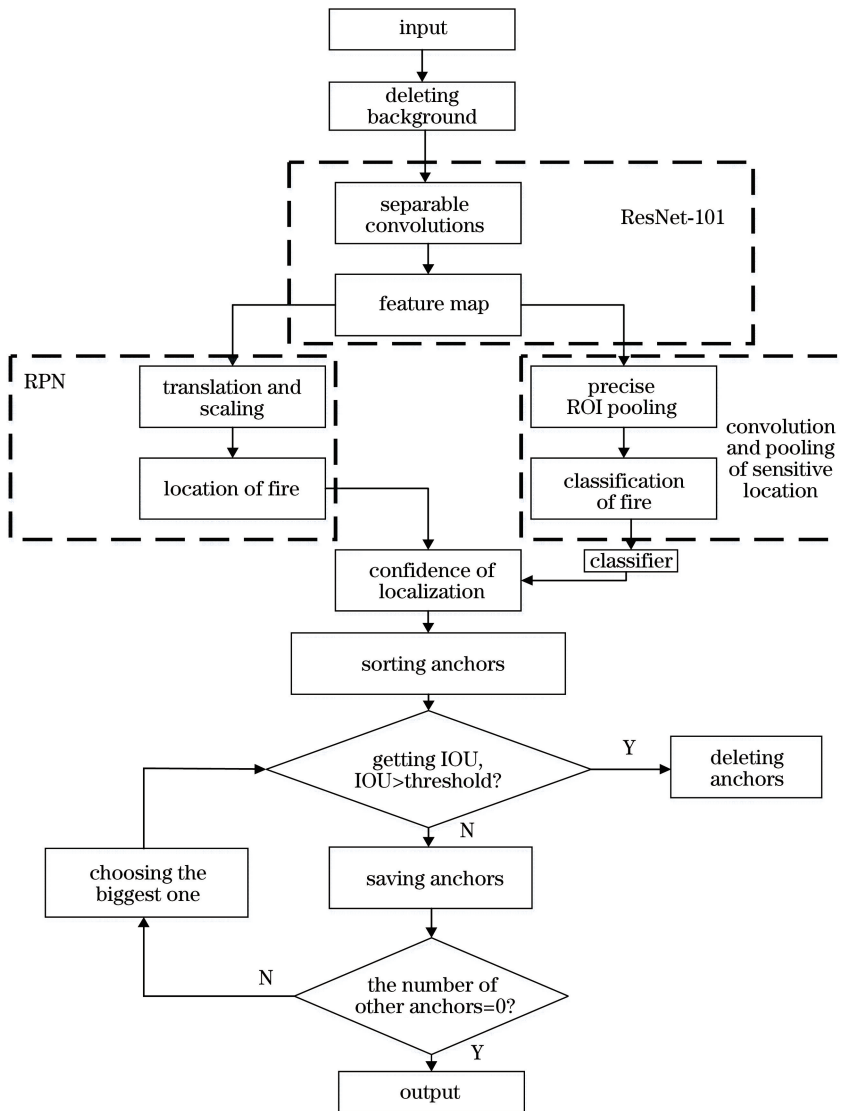 input
deleting
background
separable
convolutions
ResNet-101
feature map
RPN
translation and
scaling
location of fire
precise
ROI pooling
classification
of fire
convolution
and pooling
of sensitive
location
classifier
confidence of
localization
sorting anchors
getting IOU,
IOU>threshold?
Y
deleting
anchors
N
choosing the
biggest one
saving anchors
N
the number of
other anchors=0?
Y
output